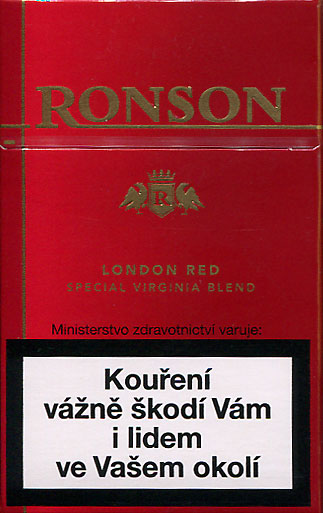 RONSON
R
LONDON RED
SPECIAL VIRGINIA BLEND
Ministerstvo zdravotnictví varuje:
Kouření
vážně škodí Vám
i lidem
ve Vašem okolí